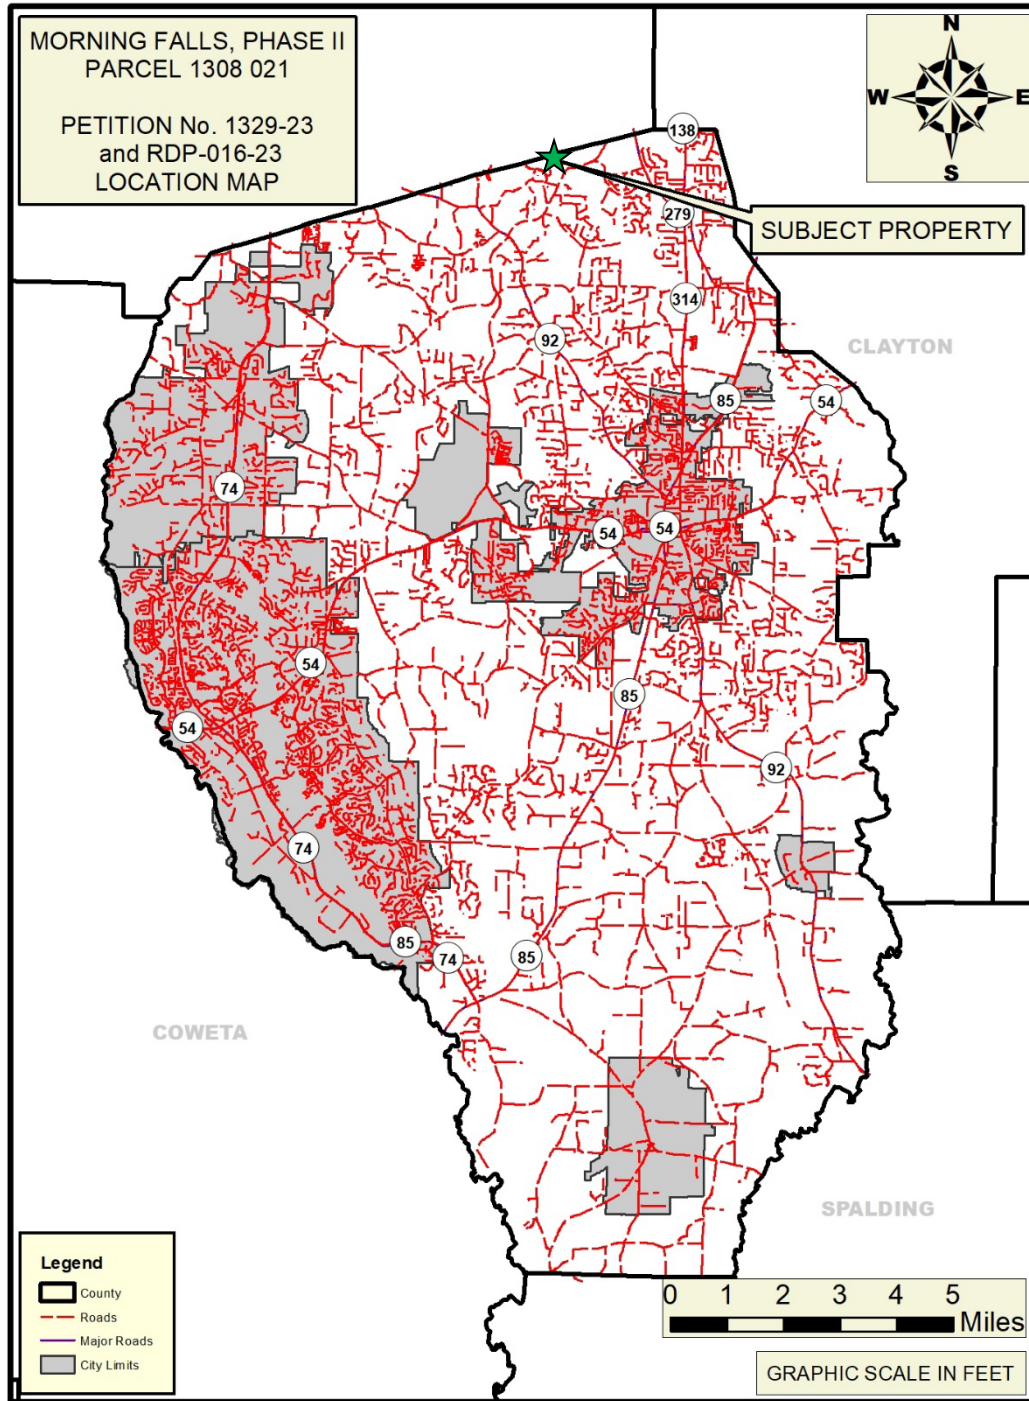 MORNING FALLS, PHASE II
PARCEL 1308 021
PETITION No. 1329-23
and RDP-016-23
LOCATION MAP
N
W
E
S
138
279
SUBJECT PROPERTY
314
92
CLAYTON
85
54
74
54
54
54
85
54
92
74
85
74
85
COWETA
SPALDING
Legend
County
Roads
Major Roads
City Limits
0 1 2 3 4 5
Miles
GRAPHIC SCALE IN FEET